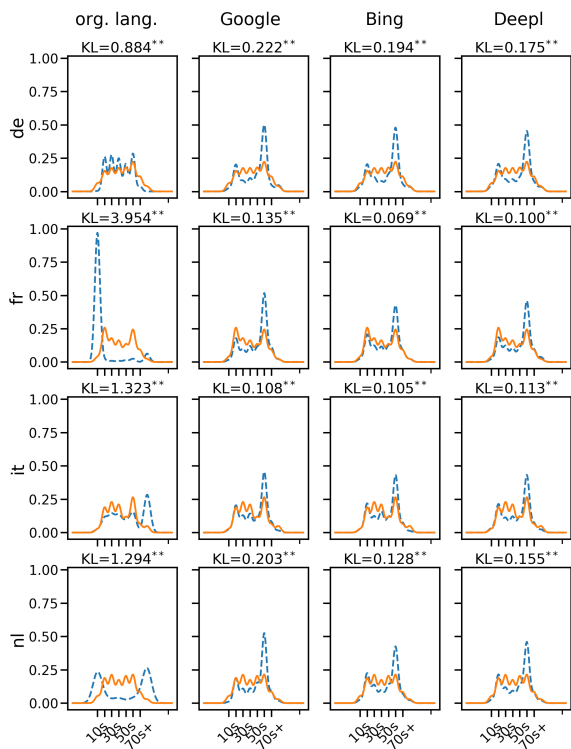 org. lang. Google Bing Deepl
KL=0.884** KL=0.222** KL=0.194** KL=0.175**
1.00
0.75
de
0.50
0.25
0.00
KL=3.954** KL=0.135** KL=0.069** KL=0.100**
1.00
0.75
fr
0.50
0.25
0.00
KL=1.323** KL=0.108** KL=0.105** KL=0.113**
1.00
0.75
it
0.50
0.25
0.00
KL=1.294** KL=0.203** KL=0.128** KL=0.155**
1.00
0.75
nl
0.50
0.25
0.00
10s 30s 50s 70s+ 10s 30s 50s 70s+ 10s 30s 50s 70s+ 10s 30s 50s 70s+